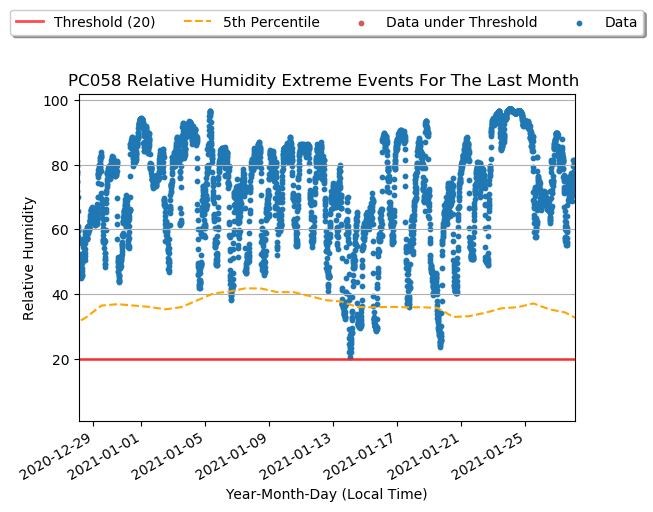 Threshold (20) 5th Percentile Data under Threshold Data
PC058 Relative Humidity Extreme Events For The Last Month
Relative Humidity
100
80
60
40
20
2020-12-29 2021-01-01 2021-01-05 2021-01-09 2021-01-13 2021-01-17 2021-01-21 2021-01-25
Year-Month-Day (Local Time)